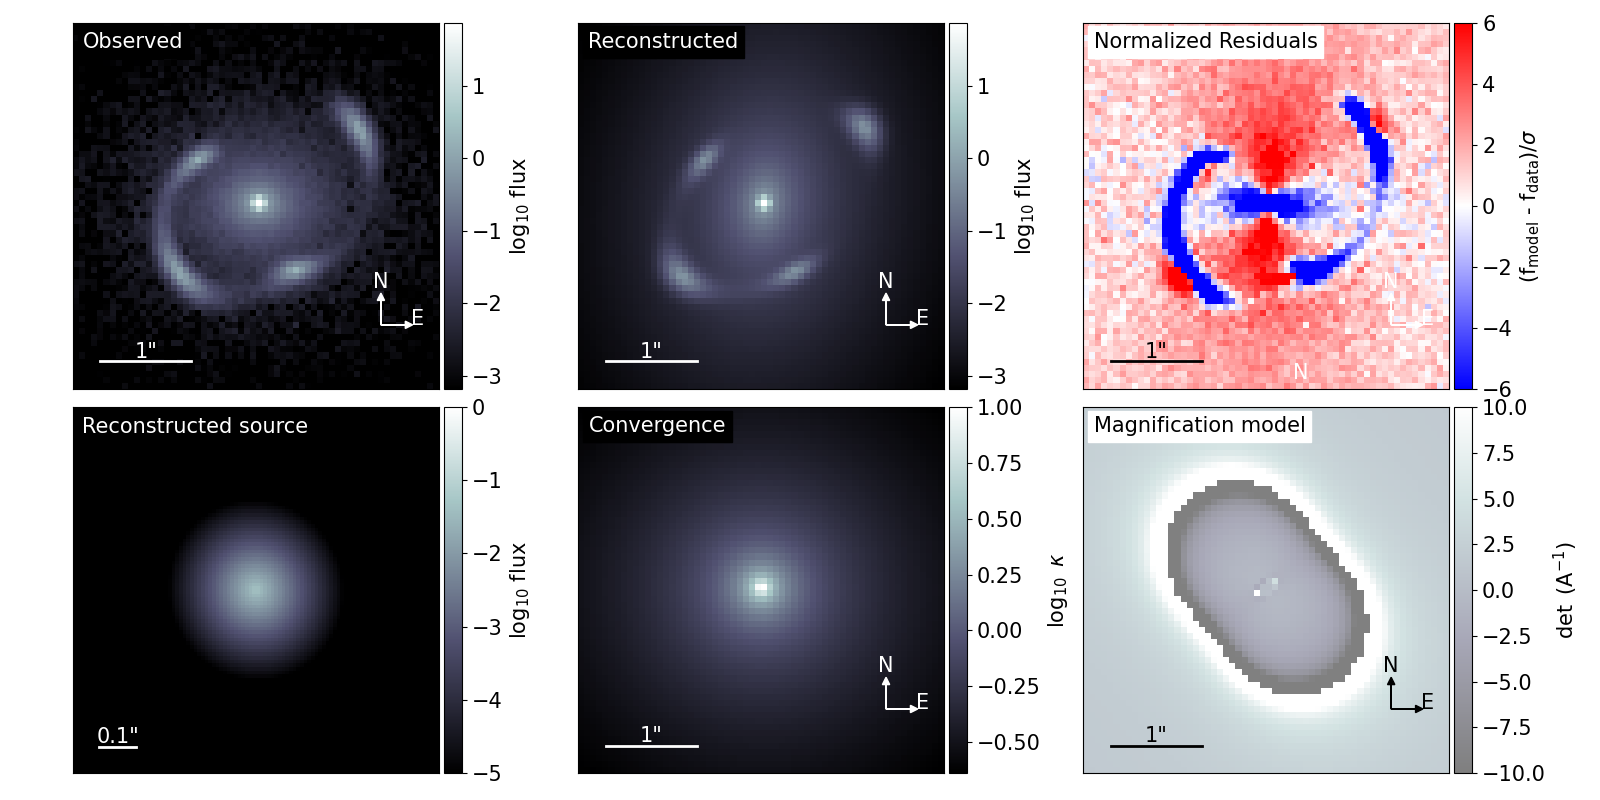 Observed
1"
N
E
1
0
−1
−2
−3
log10 flux
Reconstructed
1"
N
E
1
0
−1
−2
−3
log10 flux
Normalized Residuals
1"
N
E
N
6
4
2
0
−2
−4
−6
(fmodel - fdata)/σ
Reconstructed source
0.1"
0
−1
−2
−3
−4
−5
log10 flux
Convergence
1"
N
E
1.00
0.75
0.50
0.25
0.00
−0.25
−0.50
log10 κ
Magnification model
1"
N
E
10.0
7.5
5.0
2.5
0.0
−2.5
−5.0
−7.5
−10.0
det (A⁻¹)